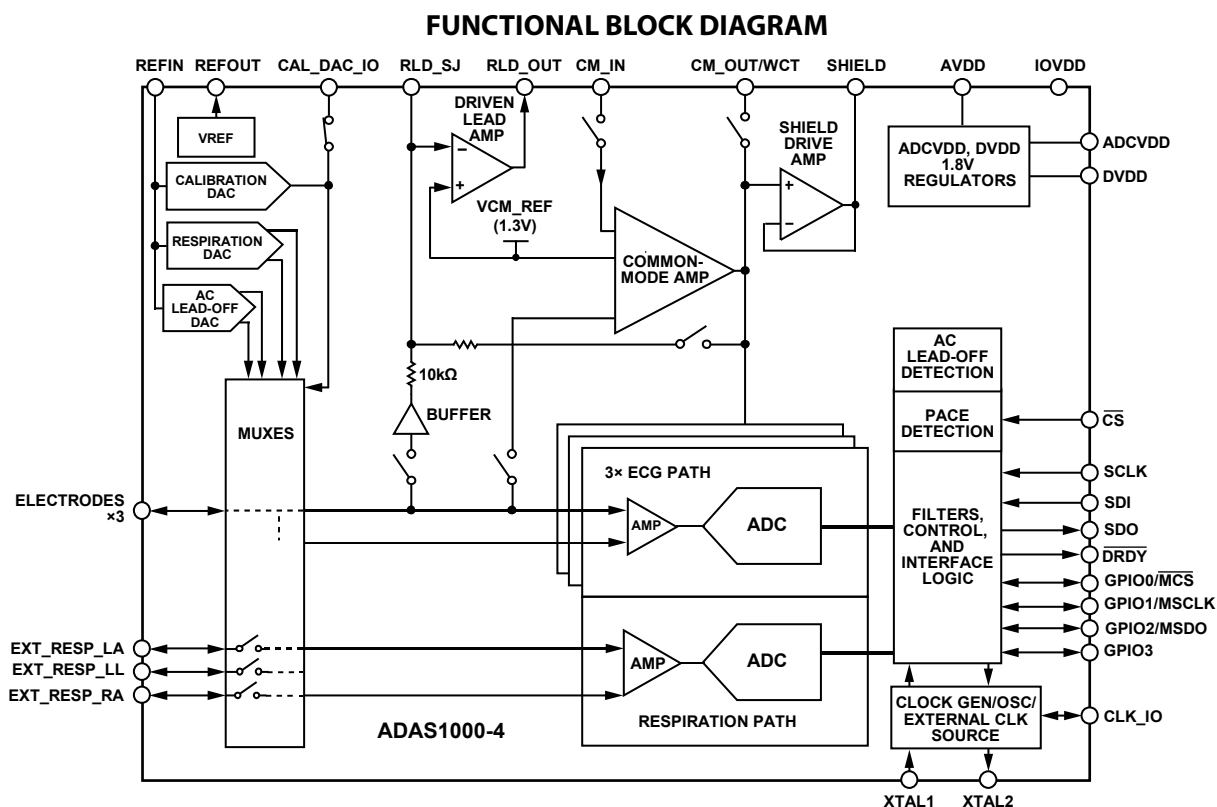 FUNCTIONAL BLOCK DIAGRAM
REFIN
REFOUT
CAL_DAC_IO
RLD_SJ
RLD_OUT
CM_IN
CM_OUT/WCT
SHIELD
AVDD
IOVDD
VREF
DRIVEN
LEAD
AMP
SHIELD
DRIVE
AMP
ADCVDD, DVDD
1.8V
REGULATORS
ADCVDD
DVDD
CALIBRATION
DAC
–
+
+
–
VCM_REF
(1.3V)
RESPIRATION
DAC
COMMON-
MODE AMP
AC
LEAD-OFF
DAC
AC
LEAD-OFF
DETECTION
10kΩ
BUFFER
MUXES
PACE
DETECTION
CS
3× ECG PATH
SCLK
ELECTRODES
×3
AMP
ADC
FILTERS,
CONTROL,
AND
INTERFACE
LOGIC
SDI
SDO
DRDY
GPIO0/MCS
GPIO1/MSCLK
GPIO2/MSDO
GPIO3
EXT_RESP_LA
EXT_RESP_LL
EXT_RESP_RA
AMP
ADC
RESPIRATION PATH
ADAS1000-4
CLOCK GEN/OSC/
EXTERNAL CLK
SOURCE
CLK_IO
XTAL1
XTAL2